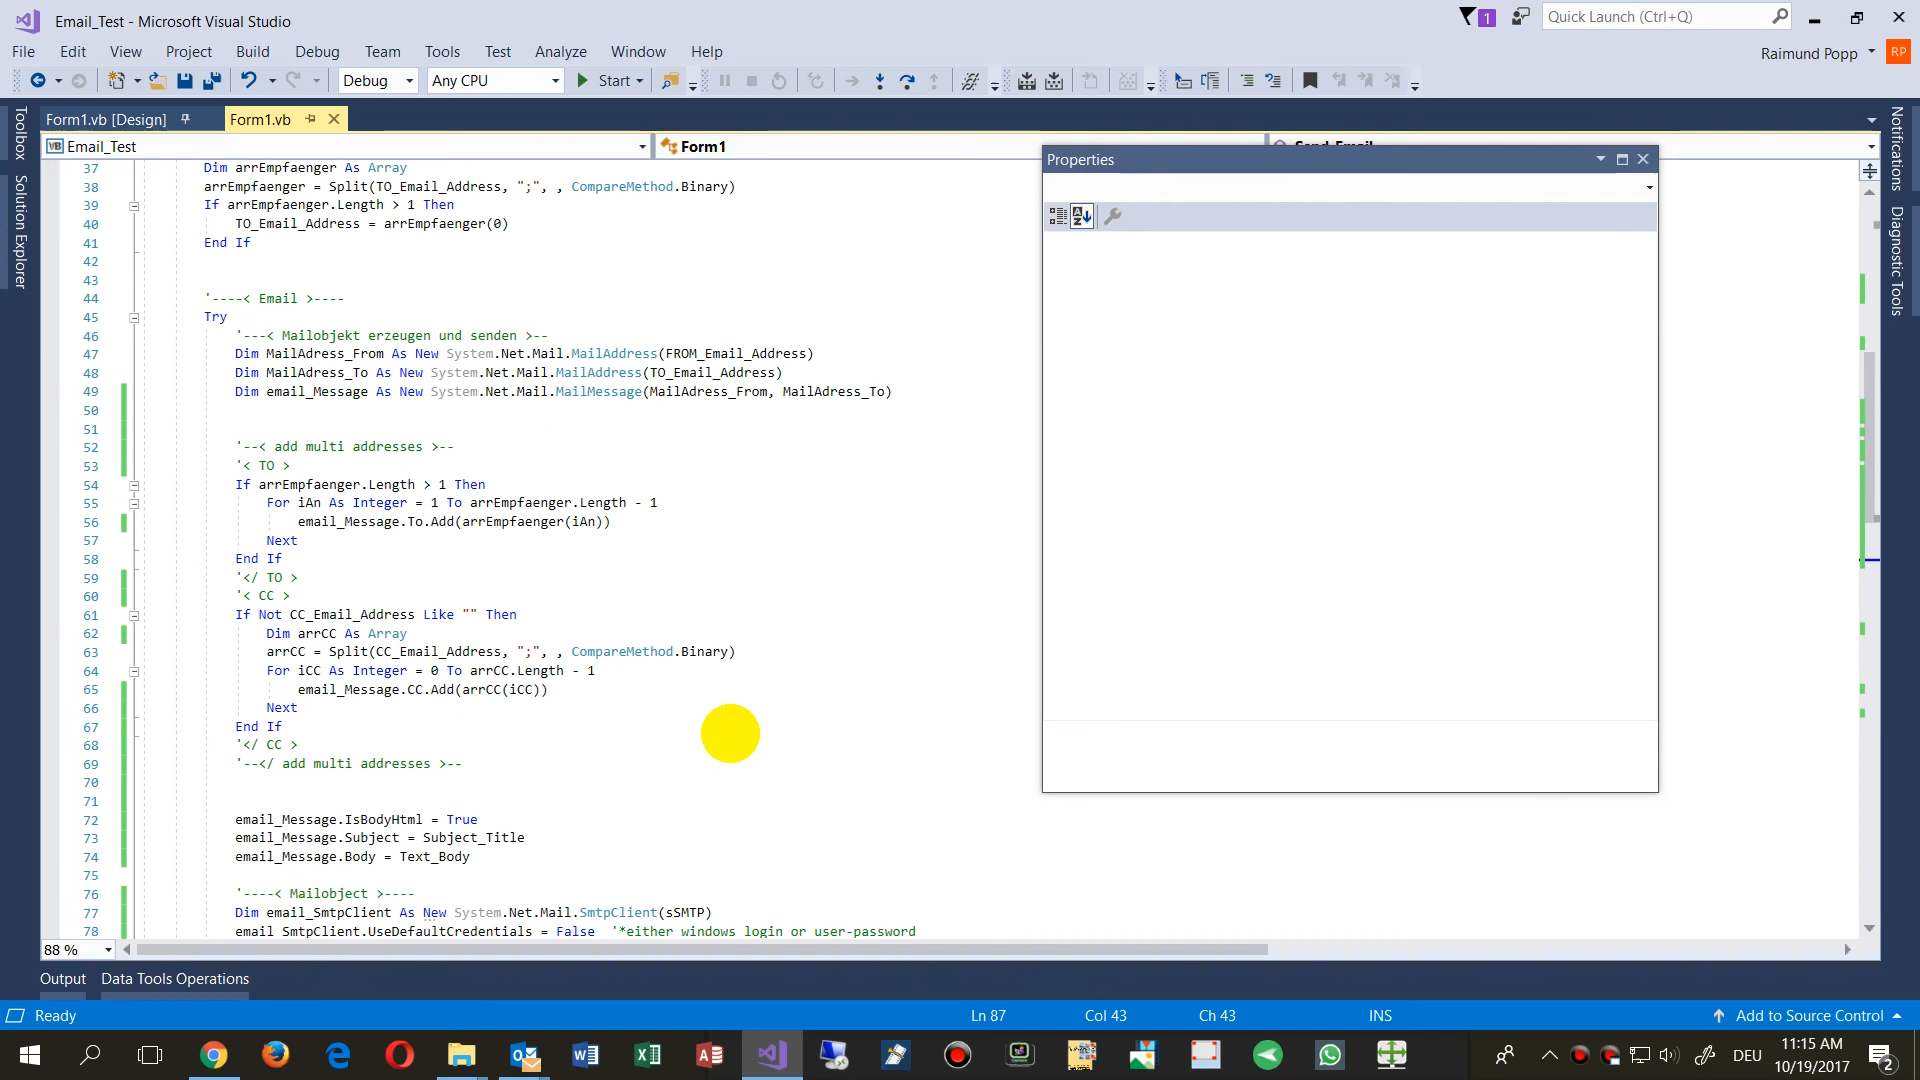 Email_Test - Microsoft Visual Studio
1
Quick Launch (Ctrl+Q)
File Edit View Project Build Debug Team Tools Test Analyze Window Help
Raimund Popp RP
Debug Any CPU Start
Form1.vb [Design] Form1.vb
VB Email_Test Form1
Toolbox
Solution Explorer
Notifications
Diagnostic Tools
Properties
37 Dim arrEmpfaenger As Array
38 arrEmpfaenger = Split(TO_Email_Address, ";", , CompareMethod.Binary)
39 If arrEmpfaenger.Length > 1 Then
40 TO_Email_Address = arrEmpfaenger(0)
41 End If
42
43
44 '----< Email >----
45 Try
46 '---< Mailobjekt erzeugen und senden >--
47 Dim MailAdress_From As New System.Net.Mail.MailAddress(FROM_Email_Address)
48 Dim MailAdress_To As New System.Net.Mail.MailAddress(TO_Email_Address)
49 Dim email_Message As New System.Net.Mail.MailMessage(MailAdress_From, MailAdress_To)
50
51
52 '--< add multi addresses >--
53 '< TO >
54 If arrEmpfaenger.Length > 1 Then
55 For iAn As Integer = 1 To arrEmpfaenger.Length - 1
56 email_Message.To.Add(arrEmpfaenger(iAn))
57 Next
58 End If
59 '</ TO >
60 '< CC >
61 If Not CC_Email_Address Like "" Then
62 Dim arrCC As Array
63 arrCC = Split(CC_Email_Address, ";", , CompareMethod.Binary)
64 For iCC As Integer = 0 To arrCC.Length - 1
65 email_Message.CC.Add(arrCC(iCC))
66 Next
67 End If
68 '</ CC >
69 '--</ add multi addresses >--
70
71
72 email_Message.IsBodyHtml = True
73 email_Message.Subject = Subject_Title
74 email_Message.Body = Text_Body
75
76 '----< Mailobject >----
77 Dim email_SmtpClient As New System.Net.Mail.SmtpClient(sSMTP)
78 email_SmtpClient.UseDefaultCredentials = False '*either windows login or user-password
88 %
Output Data Tools Operations
Ready Ln 87 Col 43 Ch 43 INS Add to Source Control
DEU
11:15 AM
10/19/2017
2